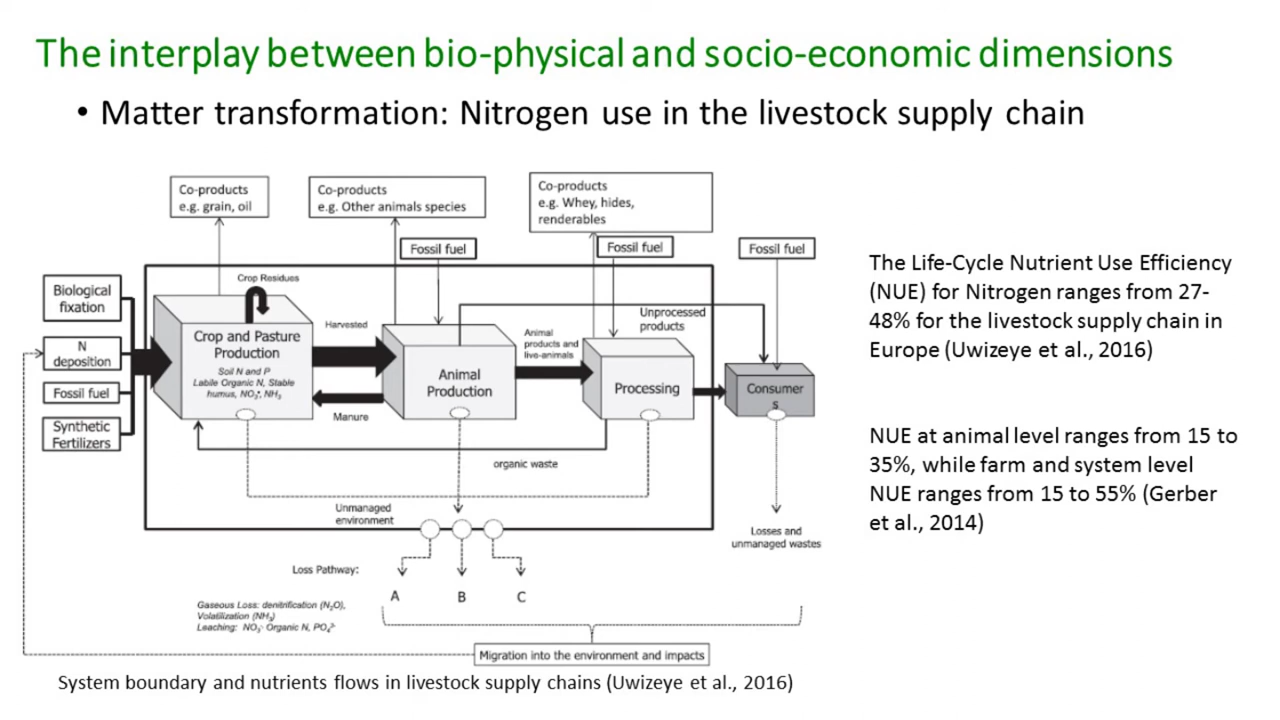 The interplay between bio-physical and socio-economic dimensions
• Matter transformation: Nitrogen use in the livestock supply chain
Co-products
e.g. grain, oil
Co-products
e.g. Other animals species
Co-products
e.g. Whey, hides,
renderables
Fossil fuel
Fossil fuel
Fossil fuel
Biological
fixation
N
deposition
Fossil fuel
Synthetic
Fertilizers
Crop Residues
Crop and Pasture
Production
Soil N and P
Labile Organic N, Stable
humus, NO₃⁻, NH₃
Harvested
Manure
Animal
Production
Animal
products and
live-animals
Unprocessed
products
Processing
Consumer
s
organic waste
Unmanaged
environment
Losses and
unmanaged wastes
Loss Pathway:
A
B
C
Gaseous Loss: denitrification (N₂O),
Volatilization (NH₃)
Leaching: NO₃⁻ Organic N, PO₄³⁻
Migration into the environment and impacts
System boundary and nutrients flows in livestock supply chains (Uwizeye et al., 2016)
The Life-Cycle Nutrient Use Efficiency
(NUE) for Nitrogen ranges from 27-
48% for the livestock supply chain in
Europe (Uwizeye et al., 2016)
NUE at animal level ranges from 15 to
35%, while farm and system level
NUE ranges from 15 to 55% (Gerber
et al., 2014)